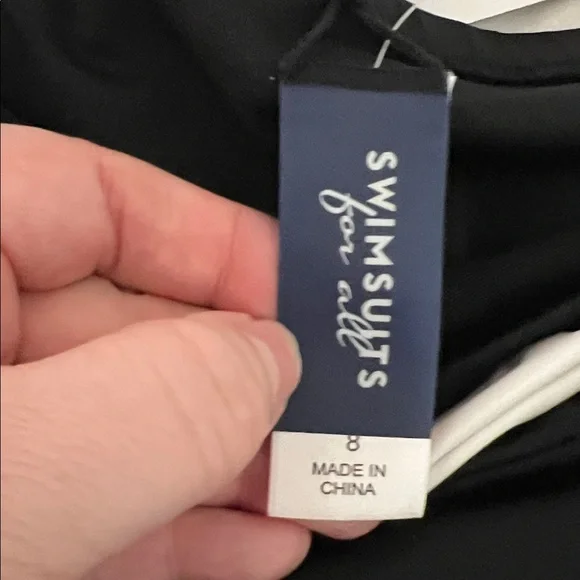 SWIMSUITS
for all
8
MADE IN
CHINA